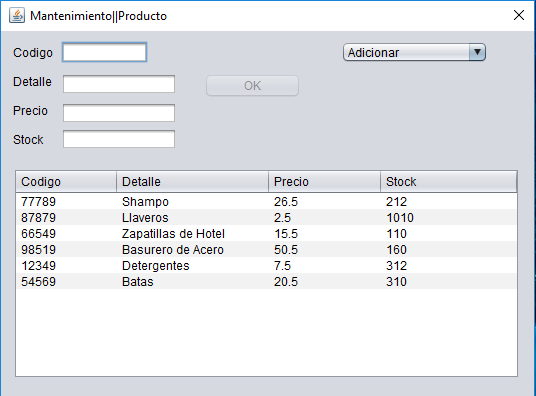 Mantenimiento||Producto
Codigo
Adicionar
Detalle
OK
Precio
Stock
Codigo Detalle Precio Stock
77789 Shampo 26.5 212
87879 Llaveros 2.5 1010
66549 Zapatillas de Hotel 15.5 110
98519 Basurero de Acero 50.5 160
12349 Detergentes 7.5 312
54569 Batas 20.5 310